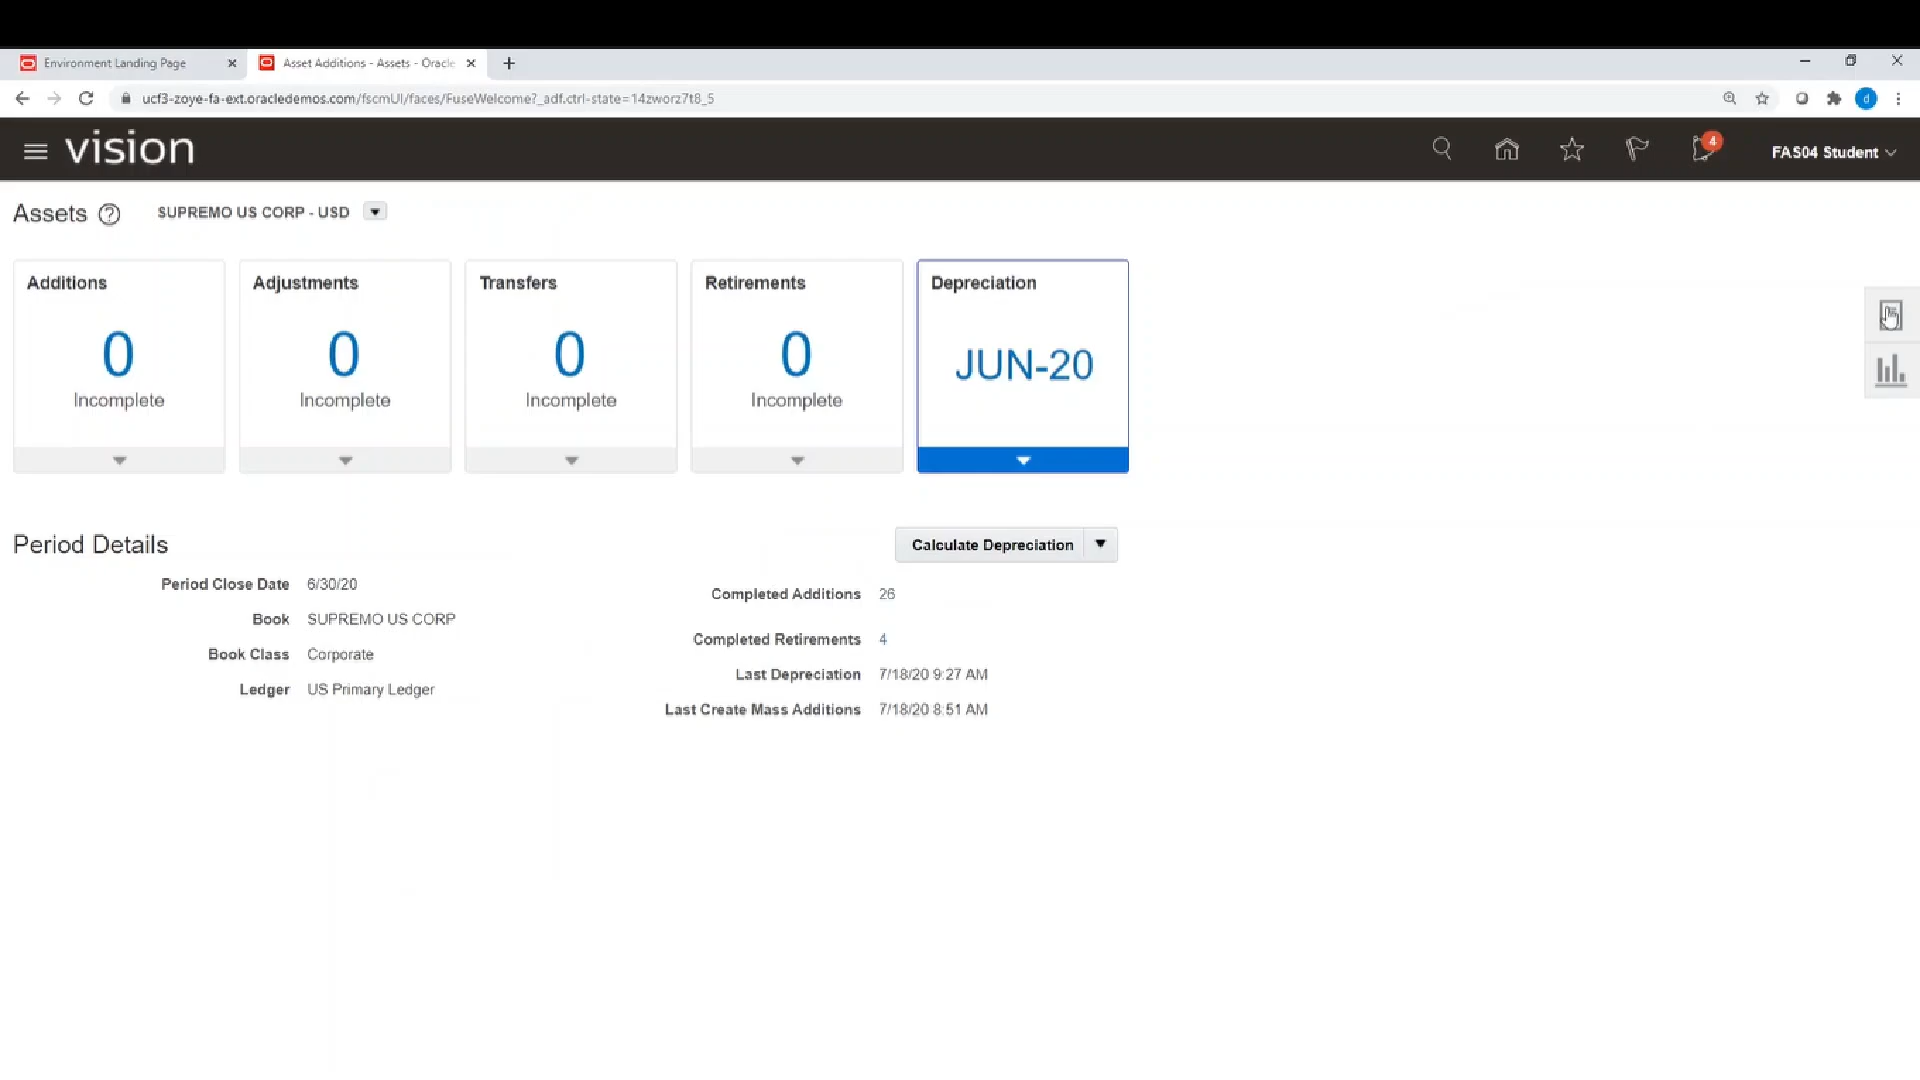 Environment Landing Page
Asset Additions - Assets - Oracle
ucf3-zoye-fa-ext.oracledemos.com/fscmUI/faces/FuseWelcome?_adf.ctrl-state=14zworz7t8_5
d
vision
4
FAS04 Student
Assets ?
SUPREMO US CORP - USD
Additions
0
Incomplete
Adjustments
0
Incomplete
Transfers
0
Incomplete
Retirements
0
Incomplete
Depreciation
JUN-20
Period Details
Calculate Depreciation
Period Close Date 6/30/20
Book SUPREMO US CORP
Book Class Corporate
Ledger US Primary Ledger
Completed Additions 26
Completed Retirements 4
Last Depreciation 7/18/20 9:27 AM
Last Create Mass Additions 7/18/20 8:51 AM